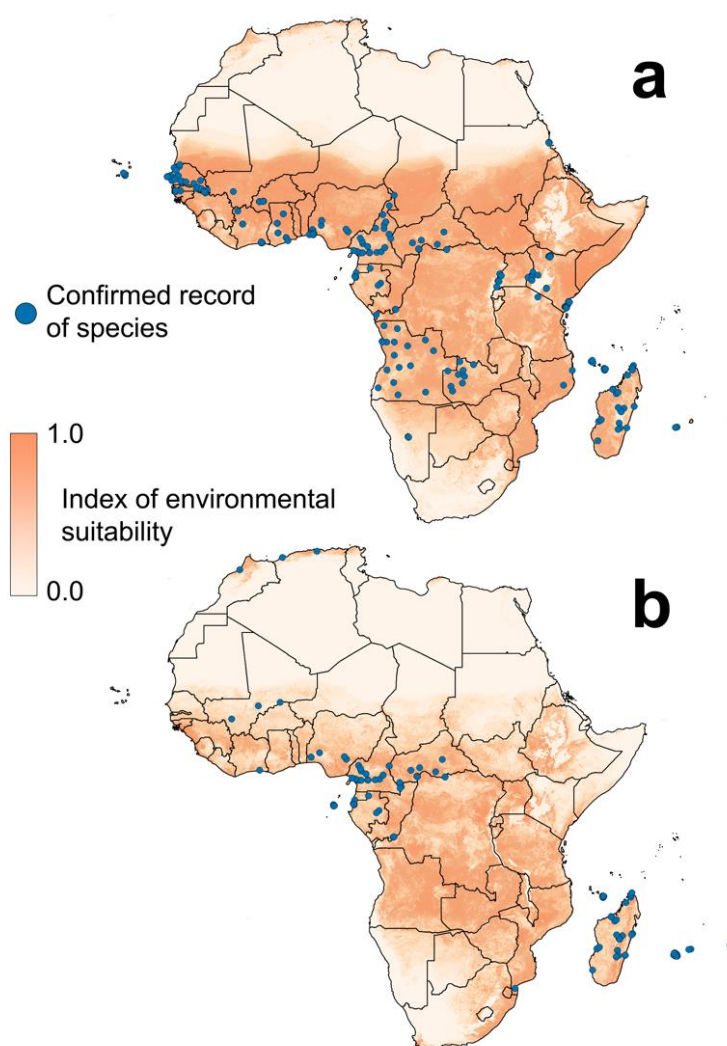 a
Confirmed record
of species
1.0
Index of environmental
suitability
0.0
b